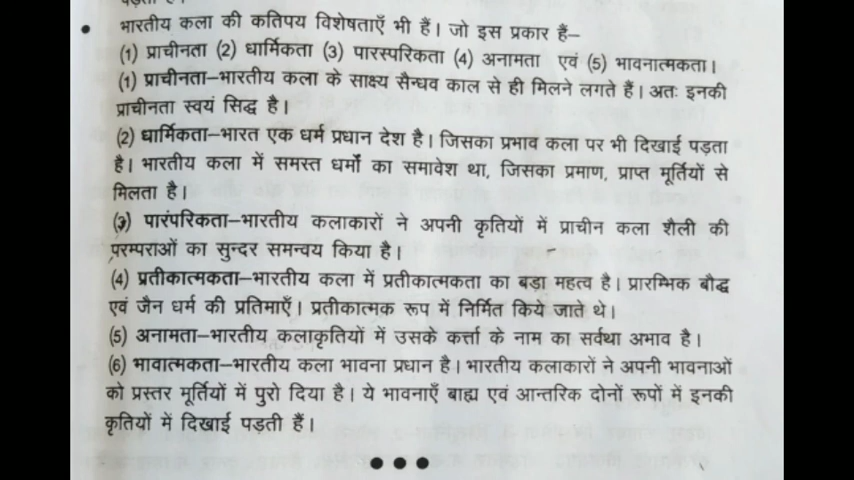 भारतीय कला की कतिपय विशेषताएँ भी हैं। जो इस प्रकार हैं–
(1) प्राचीनता (2) धार्मिकता (3) पारस्परिकता (4) अनामता एवं (5) भावनात्मकता।
(1) प्राचीनता–भारतीय कला के साक्ष्य सैन्धव काल से ही मिलने लगते हैं। अतः इनकी
प्राचीनता स्वयं सिद्ध है।
(2) धार्मिकता–भारत एक धर्म प्रधान देश है। जिसका प्रभाव कला पर भी दिखाई पड़ता
है। भारतीय कला में समस्त धर्मों का समावेश था, जिसका प्रमाण, प्राप्त मूर्तियों से
मिलता है।
(3) पारंपरिकता–भारतीय कलाकारों ने अपनी कृतियों में प्राचीन कला शैली की
परम्पराओं का सुन्दर समन्वय किया है।
(4) प्रतीकात्मकता–भारतीय कला में प्रतीकात्मकता का बड़ा महत्व है। प्रारम्भिक बौद्ध
एवं जैन धर्म की प्रतिमाएँ। प्रतीकात्मक रूप में निर्मित किये जाते थे।
(5) अनामता–भारतीय कलाकृतियों में उसके कर्त्ता के नाम का सर्वथा अभाव है।
(6) भावात्मकता–भारतीय कला भावना प्रधान है। भारतीय कलाकारों ने अपनी भावनाओं
को प्रस्तर मूर्तियों में पुरो दिया है। ये भावनाएँ बाह्य एवं आन्तरिक दोनों रूपों में इनकी
कृतियों में दिखाई पड़ती हैं।